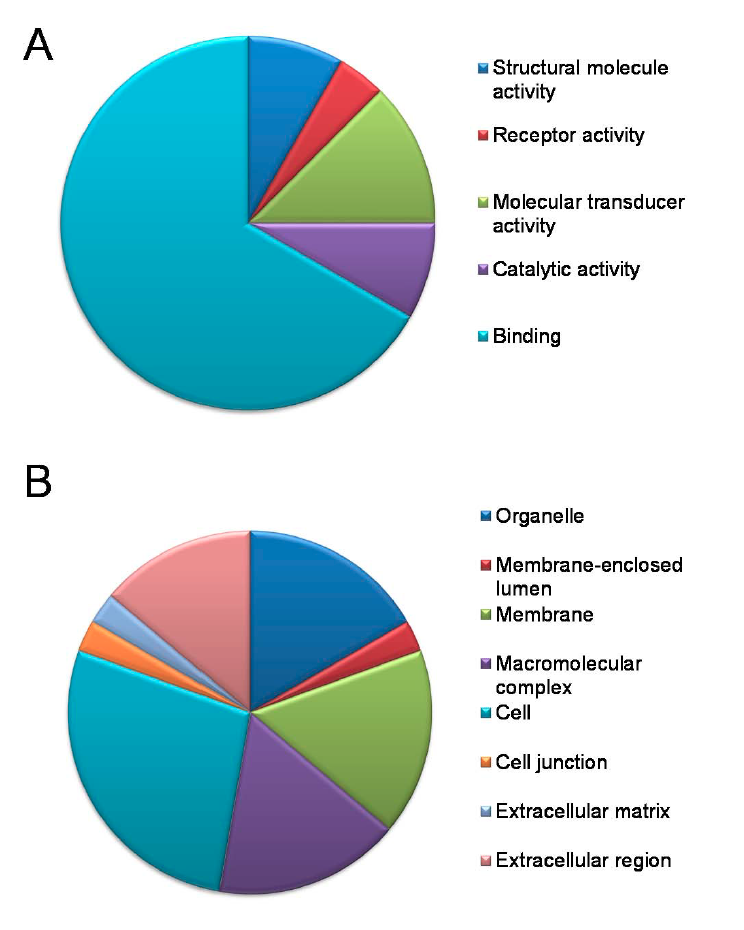 A
Structural molecule
activity
Receptor activity
Molecular transducer
activity
Catalytic activity
Binding
B
Organelle
Membrane-enclosed
lumen
Membrane
Macromolecular
complex
Cell
Cell junction
Extracellular matrix
Extracellular region